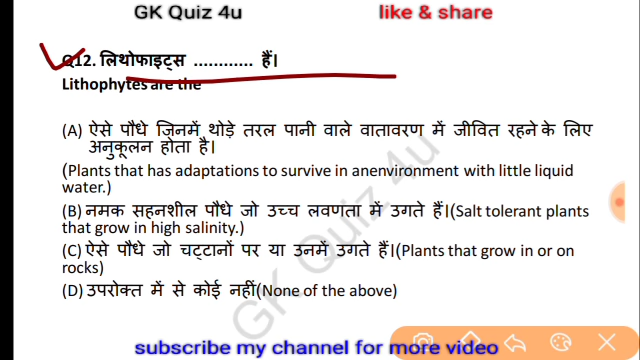 GK Quiz 4u like & share
Q12. लिथोफाइट्स ............ हैं।
Lithophytes are the
(A) ऐसे पौधे जिनमें थोड़े तरल पानी वाले वातावरण में जीवित रहने के लिए
अनुकूलन होता है।
(Plants that has adaptations to survive in anenvironment with little liquid
water.)
(B) नमक सहनशील पौधे जो उच्च लवणता में उगते हैं।(Salt tolerant plants
that grow in high salinity.)
(C) ऐसे पौधे जो चट्टानों पर या उनमें उगते हैं।(Plants that grow in or on
rocks)
(D) उपरोक्त में से कोई नहीं(None of the above)
GK Quiz 4u
subscribe my channel for more video